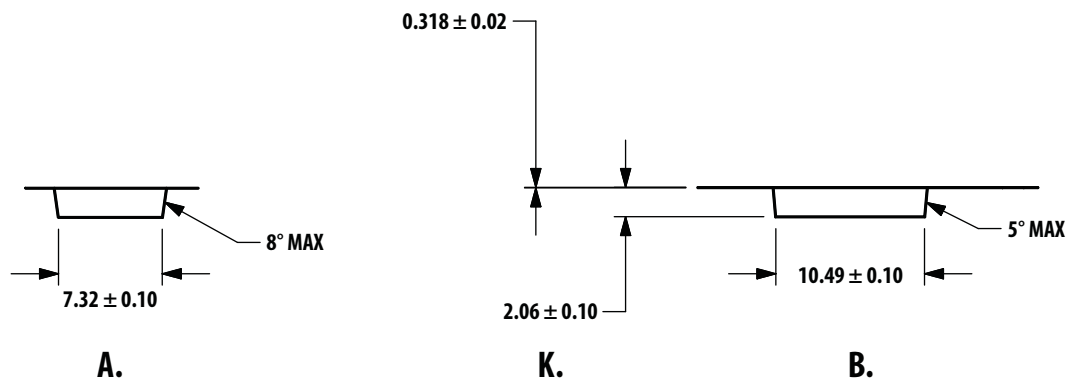 0.318 ± 0.02
8° MAX
7.32 ± 0.10
5° MAX
10.49 ± 0.10
2.06 ± 0.10
A.
K.
B.